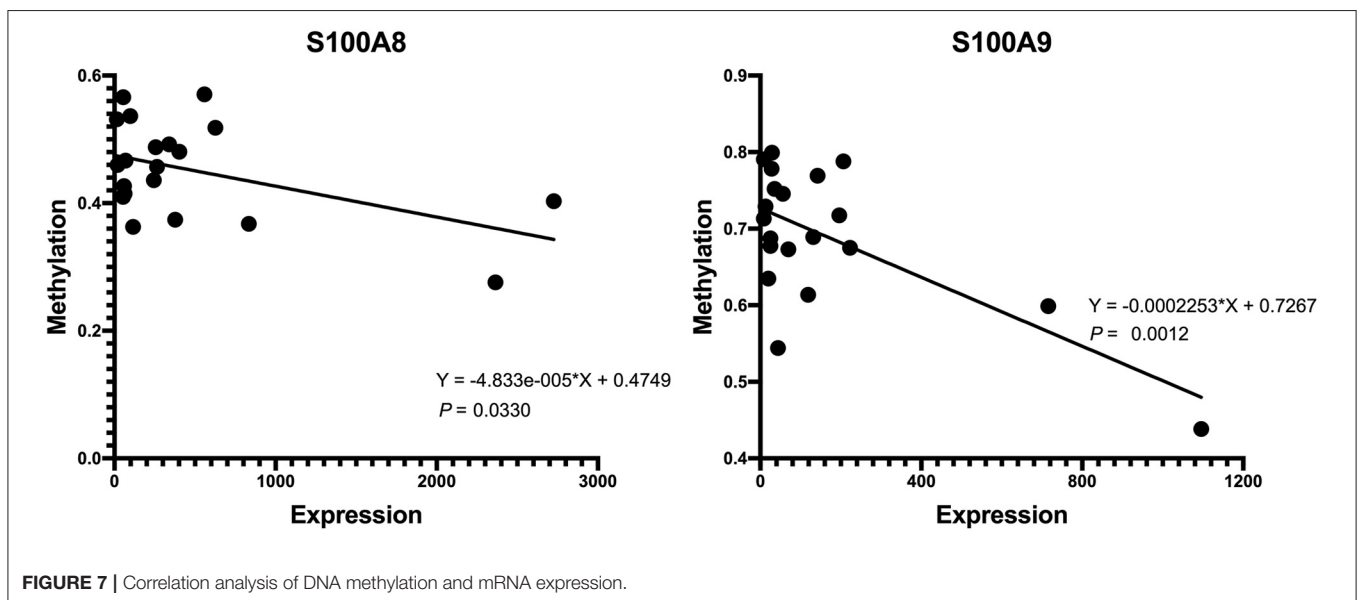 S100A8
0.6
0.4
0.2
0.0
Methylation
Y = -4.833e-005*X + 0.4749
P = 0.0330
0 1000 2000 3000
Expression
S100A9
0.9
0.8
0.7
0.6
0.5
0.4
Methylation
Y = -0.0002253*X + 0.7267
P = 0.0012
0 400 800 1200
Expression
FIGURE 7 | Correlation analysis of DNA methylation and mRNA expression.